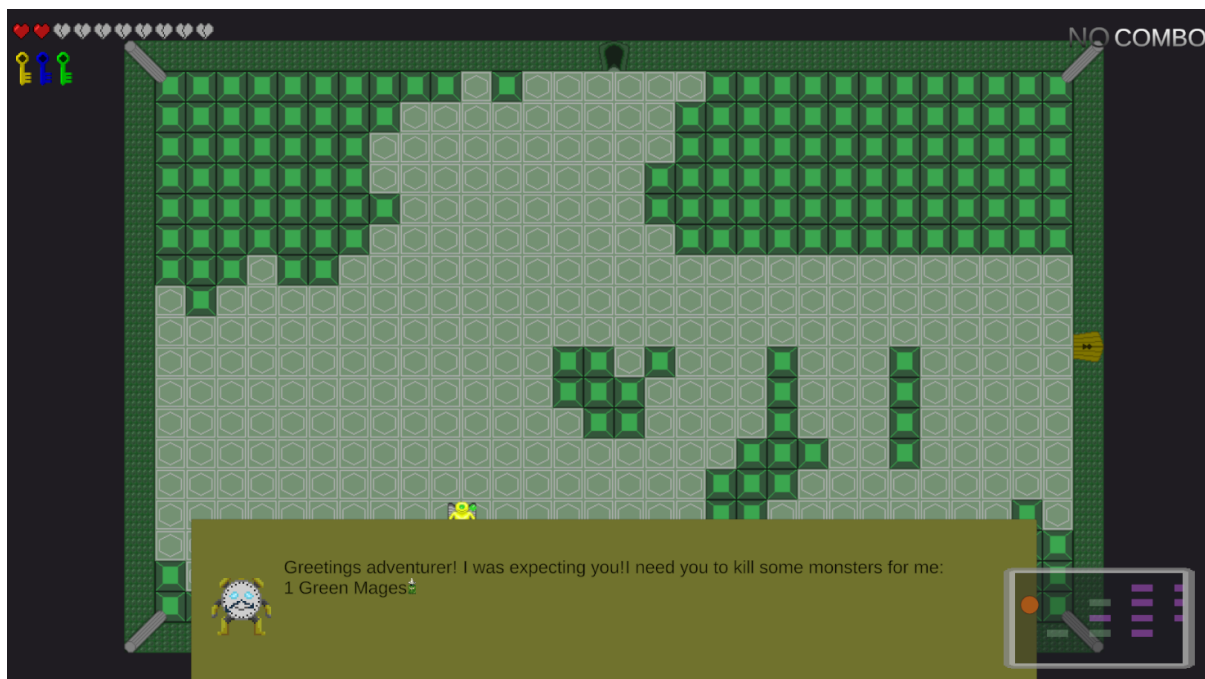 NO COMBO
Greetings adventurer! I was expecting you!I need you to kill some monsters for me:
1 Green Mages